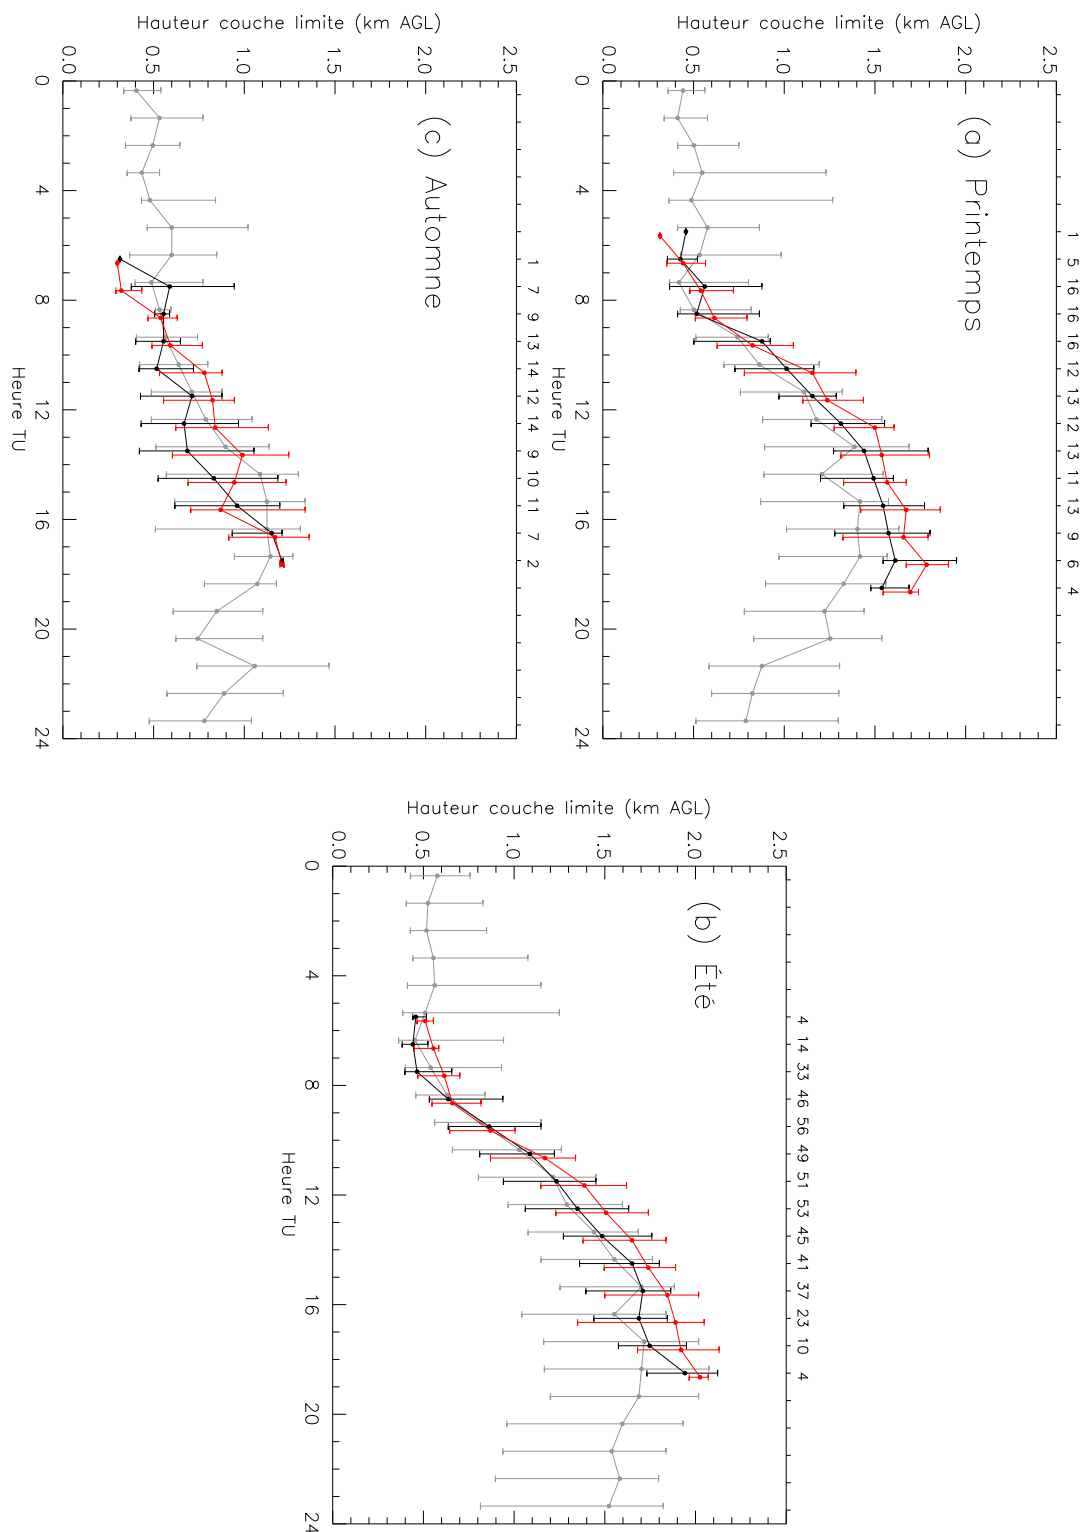 1 5 16 16 16 13 12 13 11 13 9 6 4
(a) Printemps
Hauteur couche limite (km AGL)
2.5
2.0
1.5
1.0
0.5
0.0
0 4 8 12 16 20 24
Heure TU
4 14 33 46 56 49 51 53 45 41 37 23 10 4
(b) Été
Hauteur couche limite (km AGL)
2.5
2.0
1.5
1.0
0.5
0.0
0 4 8 12 16 20 24
Heure TU
1 7 9 13 14 12 14 9 10 11 7 2
(c) Automne
Hauteur couche limite (km AGL)
2.5
2.0
1.5
1.0
0.5
0.0
0 4 8 12 16 20 24
Heure TU